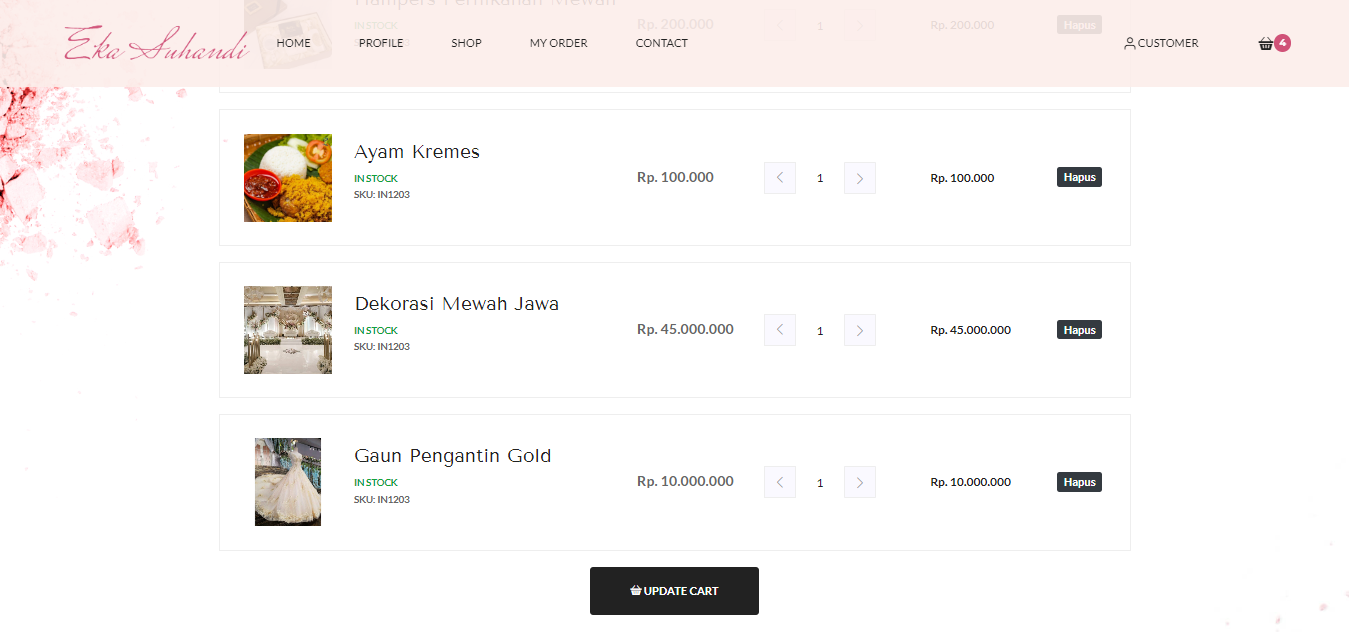 Hampers Pernikahan Mewah
Rp. 200.000
1
Rp. 200.000
Hapus
IN STOCK
Eka Suhandi
HOME
PROFILE
SHOP
MY ORDER
CONTACT
CUSTOMER
4
Ayam Kremes
IN STOCK
SKU: IN1203
Rp. 100.000
1
Rp. 100.000
Hapus
Dekorasi Mewah Jawa
IN STOCK
SKU: IN1203
Rp. 45.000.000
1
Rp. 45.000.000
Hapus
Gaun Pengantin Gold
IN STOCK
SKU: IN1203
Rp. 10.000.000
1
Rp. 10.000.000
Hapus
UPDATE CART